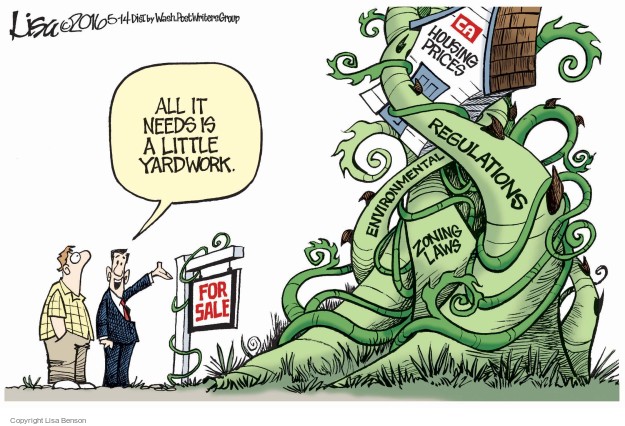 Lisa ©2016 5-14 Dist by Wash.Post Writers Group
CA
HOUSING
PRICES
ALL IT
NEEDS IS
A LITTLE
YARDWORK.
REGULATIONS
ENVIRONMENTAL
ZONING
LAWS
FOR
SALE
Copyright Lisa Benson